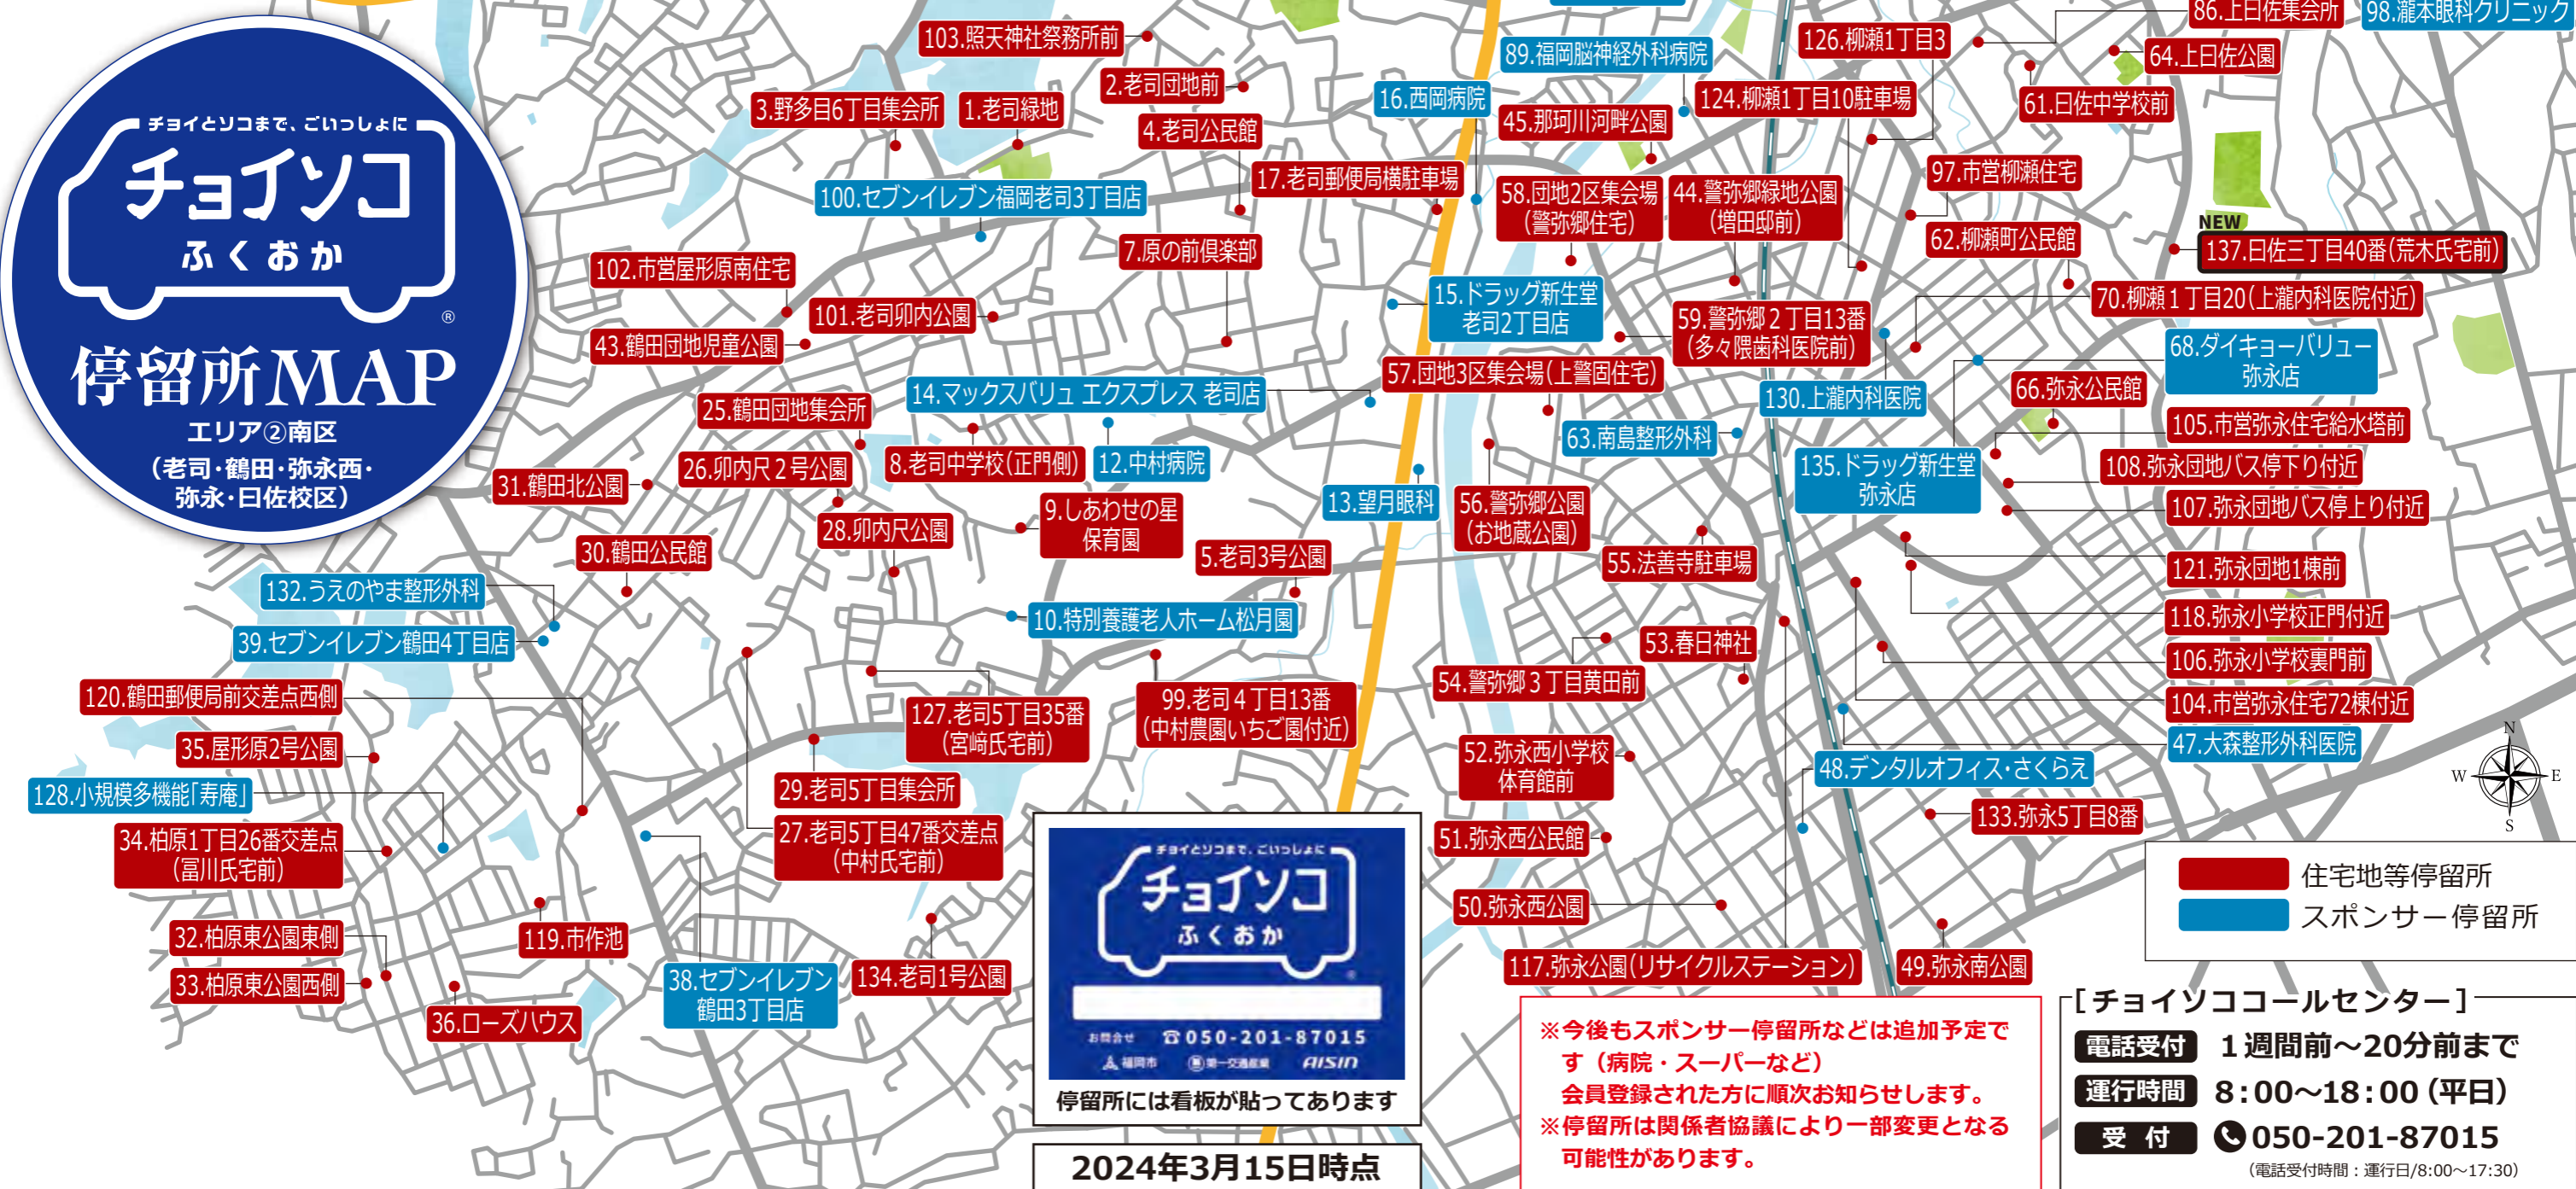 チョイとソコまで、ごいっしょに
チョイソコ
ふくおか
®
停留所MAP
エリア②南区
(老司・鶴田・弥永西・
弥永・曰佐校区)
103.照天神社祭務所前
2.老司団地前
3.野多目6丁目集会所
1.老司緑地
4.老司公民館
100.セブンイレブン福岡老司3丁目店
17.老司郵便局横駐車場
16.西岡病院
89.福岡脳神経外科病院
45.那珂川河畔公園
126.柳瀬1丁目3
124.柳瀬1丁目10駐車場
86.上曰佐集会所
98.瀧本眼科クリニック
64.上曰佐公園
61.曰佐中学校前
97.市営柳瀬住宅
62.柳瀬町公民館
NEW
137.曰佐三丁目40番(荒木氏宅前)
58.団地2区集会場
(警弥郷住宅)
44.警弥郷緑地公園
(増田邸前)
7.原の前倶楽部
102.市営屋形原南住宅
101.老司卯内公園
43.鶴田団地児童公園
15.ドラッグ新生堂
老司2丁目店
59.警弥郷2丁目13番
(多々隈歯科医院前)
70.柳瀬1丁目20(上瀧内科医院付近)
68.ダイキョーバリュー
弥永店
57.団地3区集会場(上警固住宅)
14.マックスバリュ エクスプレス 老司店
130.上瀧内科医院
66.弥永公民館
25.鶴田団地集会所
105.市営弥永住宅給水塔前
63.南島整形外科
26.卯内尺2号公園
8.老司中学校(正門側)
12.中村病院
135.ドラッグ新生堂
弥永店
108.弥永団地バス停下り付近
31.鶴田北公園
13.望月眼科
56.警弥郷公園
(お地蔵公園)
107.弥永団地バス停上り付近
28.卯内尺公園
9.しあわせの星
保育園
30.鶴田公民館
5.老司3号公園
55.法善寺駐車場
121.弥永団地1棟前
132.うえのやま整形外科
10.特別養護老人ホーム松月園
118.弥永小学校正門付近
39.セブンイレブン鶴田4丁目店
53.春日神社
106.弥永小学校裏門前
54.警弥郷3丁目黄田前
120.鶴田郵便局前交差点西側
127.老司5丁目35番
(宮﨑氏宅前)
99.老司4丁目13番
(中村農園いちご園付近)
104.市営弥永住宅72棟付近
35.屋形原2号公園
47.大森整形外科医院
52.弥永西小学校
体育館前
48.デンタルオフィス・さくらえ
128.小規模多機能「寿庵」
29.老司5丁目集会所
133.弥永5丁目8番
34.柏原1丁目26番交差点
(冨川氏宅前)
27.老司5丁目47番交差点
(中村氏宅前)
51.弥永西公民館
50.弥永西公園
32.柏原東公園東側
119.市作池
33.柏原東公園西側
38.セブンイレブン
鶴田3丁目店
134.老司1号公園
117.弥永公園(リサイクルステーション)
49.弥永南公園
36.ローズハウス
N
W
E
S
住宅地等停留所
スポンサー停留所
チョイとソコまで、ごいっしょに
チョイソコ
ふくおか
®
お問合せ ☎050-201-87015
福岡市 第一交通産業 AISIN
停留所には看板が貼ってあります
2024年3月15日時点
※今後もスポンサー停留所などは追加予定で
す(病院・スーパーなど)
会員登録された方に順次お知らせします。
※停留所は関係者協議により一部変更となる
可能性があります。
[チョイソココールセンター]
電話受付 1週間前～20分前まで
運行時間 8:00～18:00(平日)
受付 050-201-87015
(電話受付時間:運行日/8:00～17:30)